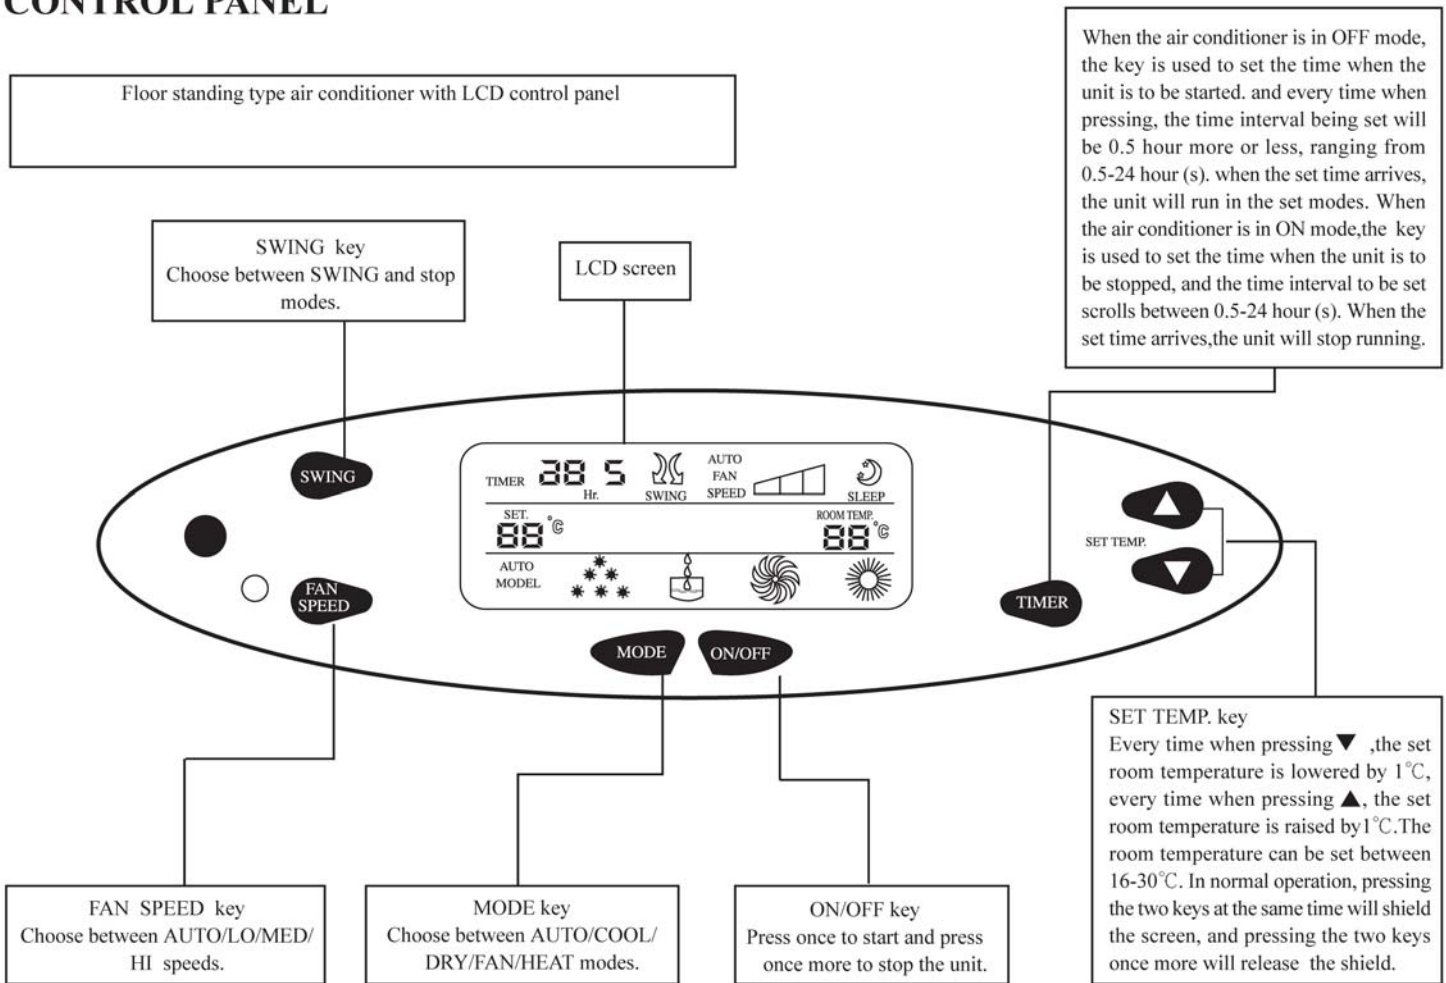 CONTROL PANEL
Floor standing type air conditioner with LCD control panel
When the air conditioner is in OFF mode,
the key is used to set the time when the
unit is to be started. and every time when
pressing, the time interval being set will
be 0.5 hour more or less, ranging from
0.5-24 hour (s). when the set time arrives,
the unit will run in the set modes. When
the air conditioner is in ON mode,the key
is used to set the time when the unit is to
be stopped, and the time interval to be set
scrolls between 0.5-24 hour (s). When the
set time arrives,the unit will stop running.
SWING key
Choose between SWING and stop
modes.
LCD screen
SWING
FAN
SPEED
TIMER 28 5
Hr.
SWING
AUTO
FAN
SPEED
SLEEP
SET.
88°C
ROOM TEMP.
88°C
AUTO
MODEL
MODE
ON/OFF
TIMER
SET TEMP.
▲
▼
FAN SPEED key
Choose between AUTO/LO/MED/
HI speeds.
MODE key
Choose between AUTO/COOL/
DRY/FAN/HEAT modes.
ON/OFF key
Press once to start and press
once more to stop the unit.
SET TEMP. key
Every time when pressing ▼ ,the set
room temperature is lowered by 1°C,
every time when pressing ▲, the set
room temperature is raised by1°C.The
room temperature can be set between
16-30°C. In normal operation, pressing
the two keys at the same time will shield
the screen, and pressing the two keys
once more will release the shield.